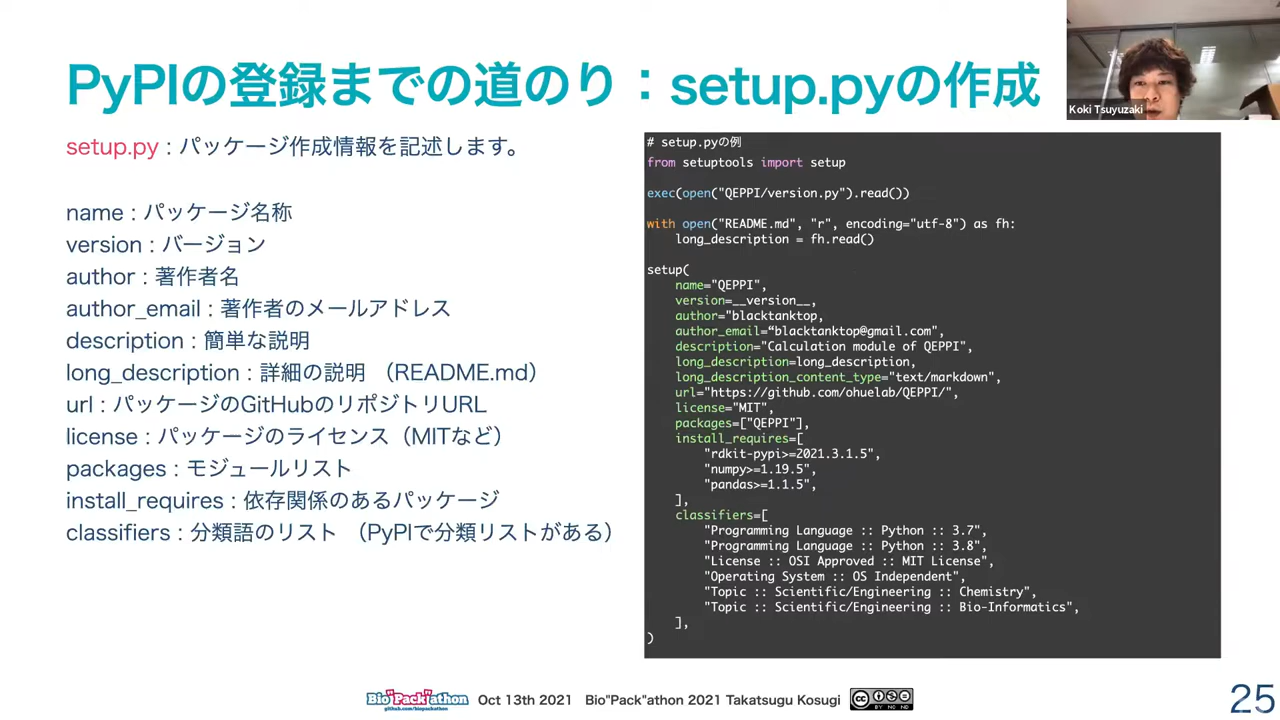 PyPIの登録までの道のり：setup.pyの作成
Koki Tsuyuzaki
setup.py : パッケージ作成情報を記述します。
name : パッケージ名称
version : バージョン
author : 著作者名
author_email : 著作者のメールアドレス
description : 簡単な説明
long_description : 詳細の説明 （README.md）
url : パッケージのGitHubのリポジトリURL
license : パッケージのライセンス（MITなど）
packages : モジュールリスト
install_requires : 依存関係のあるパッケージ
classifiers : 分類語のリスト （PyPIで分類リストがある）
# setup.pyの例
from setuptools import setup
exec(open("QEPPI/version.py").read())
with open("README.md", "r", encoding="utf-8") as fh:
    long_description = fh.read()
setup(
    name="QEPPI",
    version=__version__,
    author="blacktanktop,
    author_email=“blacktanktop@gmail.com",
    description="Calculation module of QEPPI",
    long_description=long_description,
    long_description_content_type="text/markdown",
    url="https://github.com/ohuelab/QEPPI/",
    license="MIT",
    packages=["QEPPI"],
    install_requires=[
        "rdkit-pypi>=2021.3.1.5",
        "numpy>=1.19.5",
        "pandas>=1.1.5",
    ],
    classifiers=[
        "Programming Language :: Python :: 3.7",
        "Programming Language :: Python :: 3.8",
        "License :: OSI Approved :: MIT License",
        "Operating System :: OS Independent",
        "Topic :: Scientific/Engineering :: Chemistry",
        "Topic :: Scientific/Engineering :: Bio-Informatics",
    ],
)
Bio"Pack"athon
github.com/biopackathon
Oct 13th 2021 Bio"Pack"athon 2021 Takatsugu Kosugi
cc BY NC ND
25